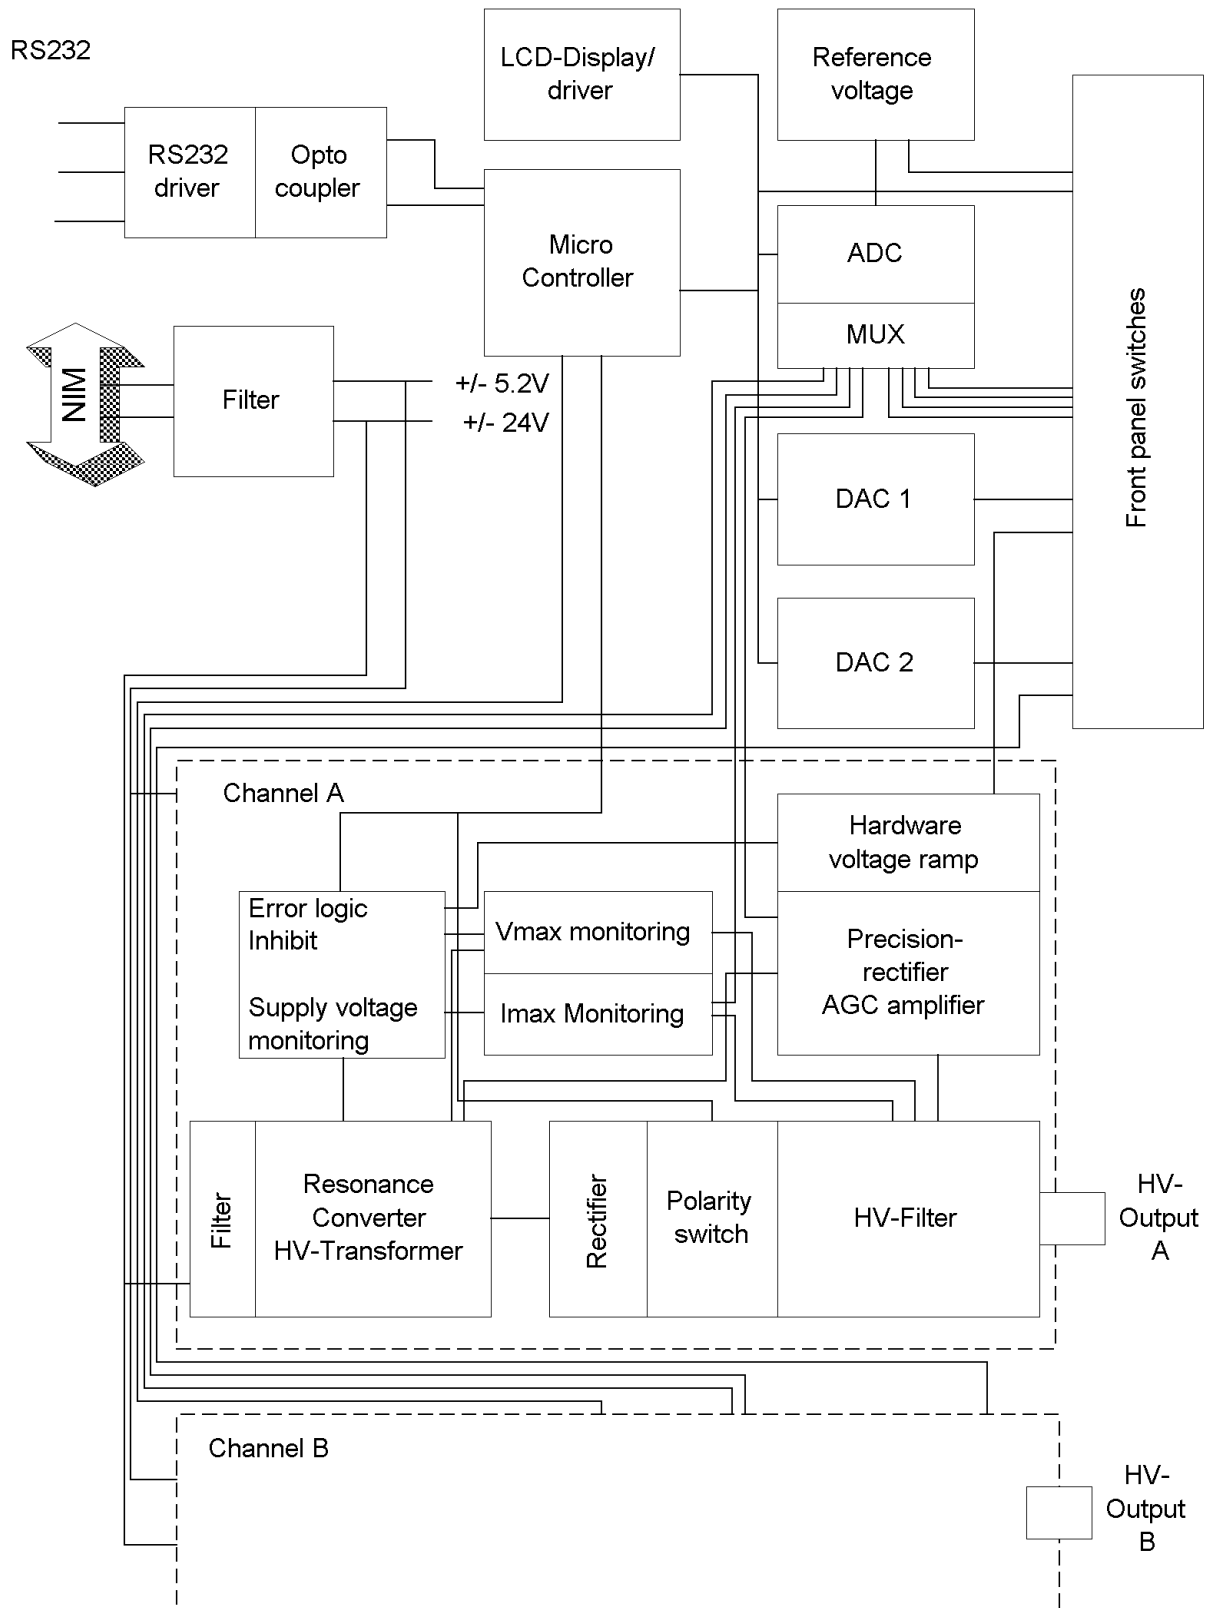 RS232
LCD-Display/
driver
Reference
voltage
RS232
driver
Opto
coupler
Micro
Controller
ADC
MUX
Front panel switches
NIM
Filter
+/- 5.2V
+/- 24V
DAC 1
DAC 2
Channel A
Hardware
voltage ramp
Error logic
Inhibit
Supply voltage
monitoring
Vmax monitoring
Imax Monitoring
Precision-
rectifier
AGC amplifier
Filter
Resonance
Converter
HV-Transformer
Rectifier
Polarity
switch
HV-Filter
HV-
Output
A
Channel B
HV-
Output
B